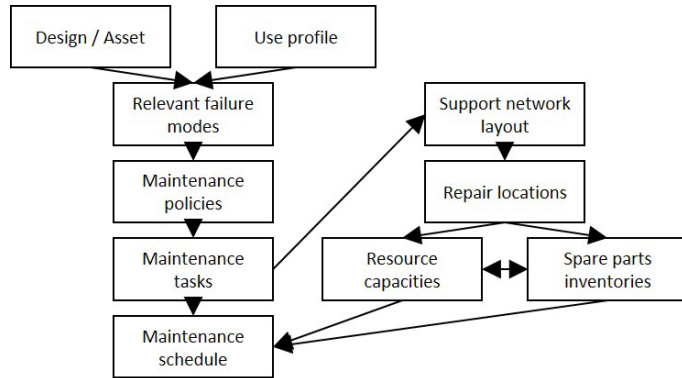 Design / Asset
Use profile
Relevant failure
modes
Support network
layout
Maintenance
policies
Repair locations
Maintenance
tasks
Resource
capacities
Spare parts
inventories
Maintenance
schedule